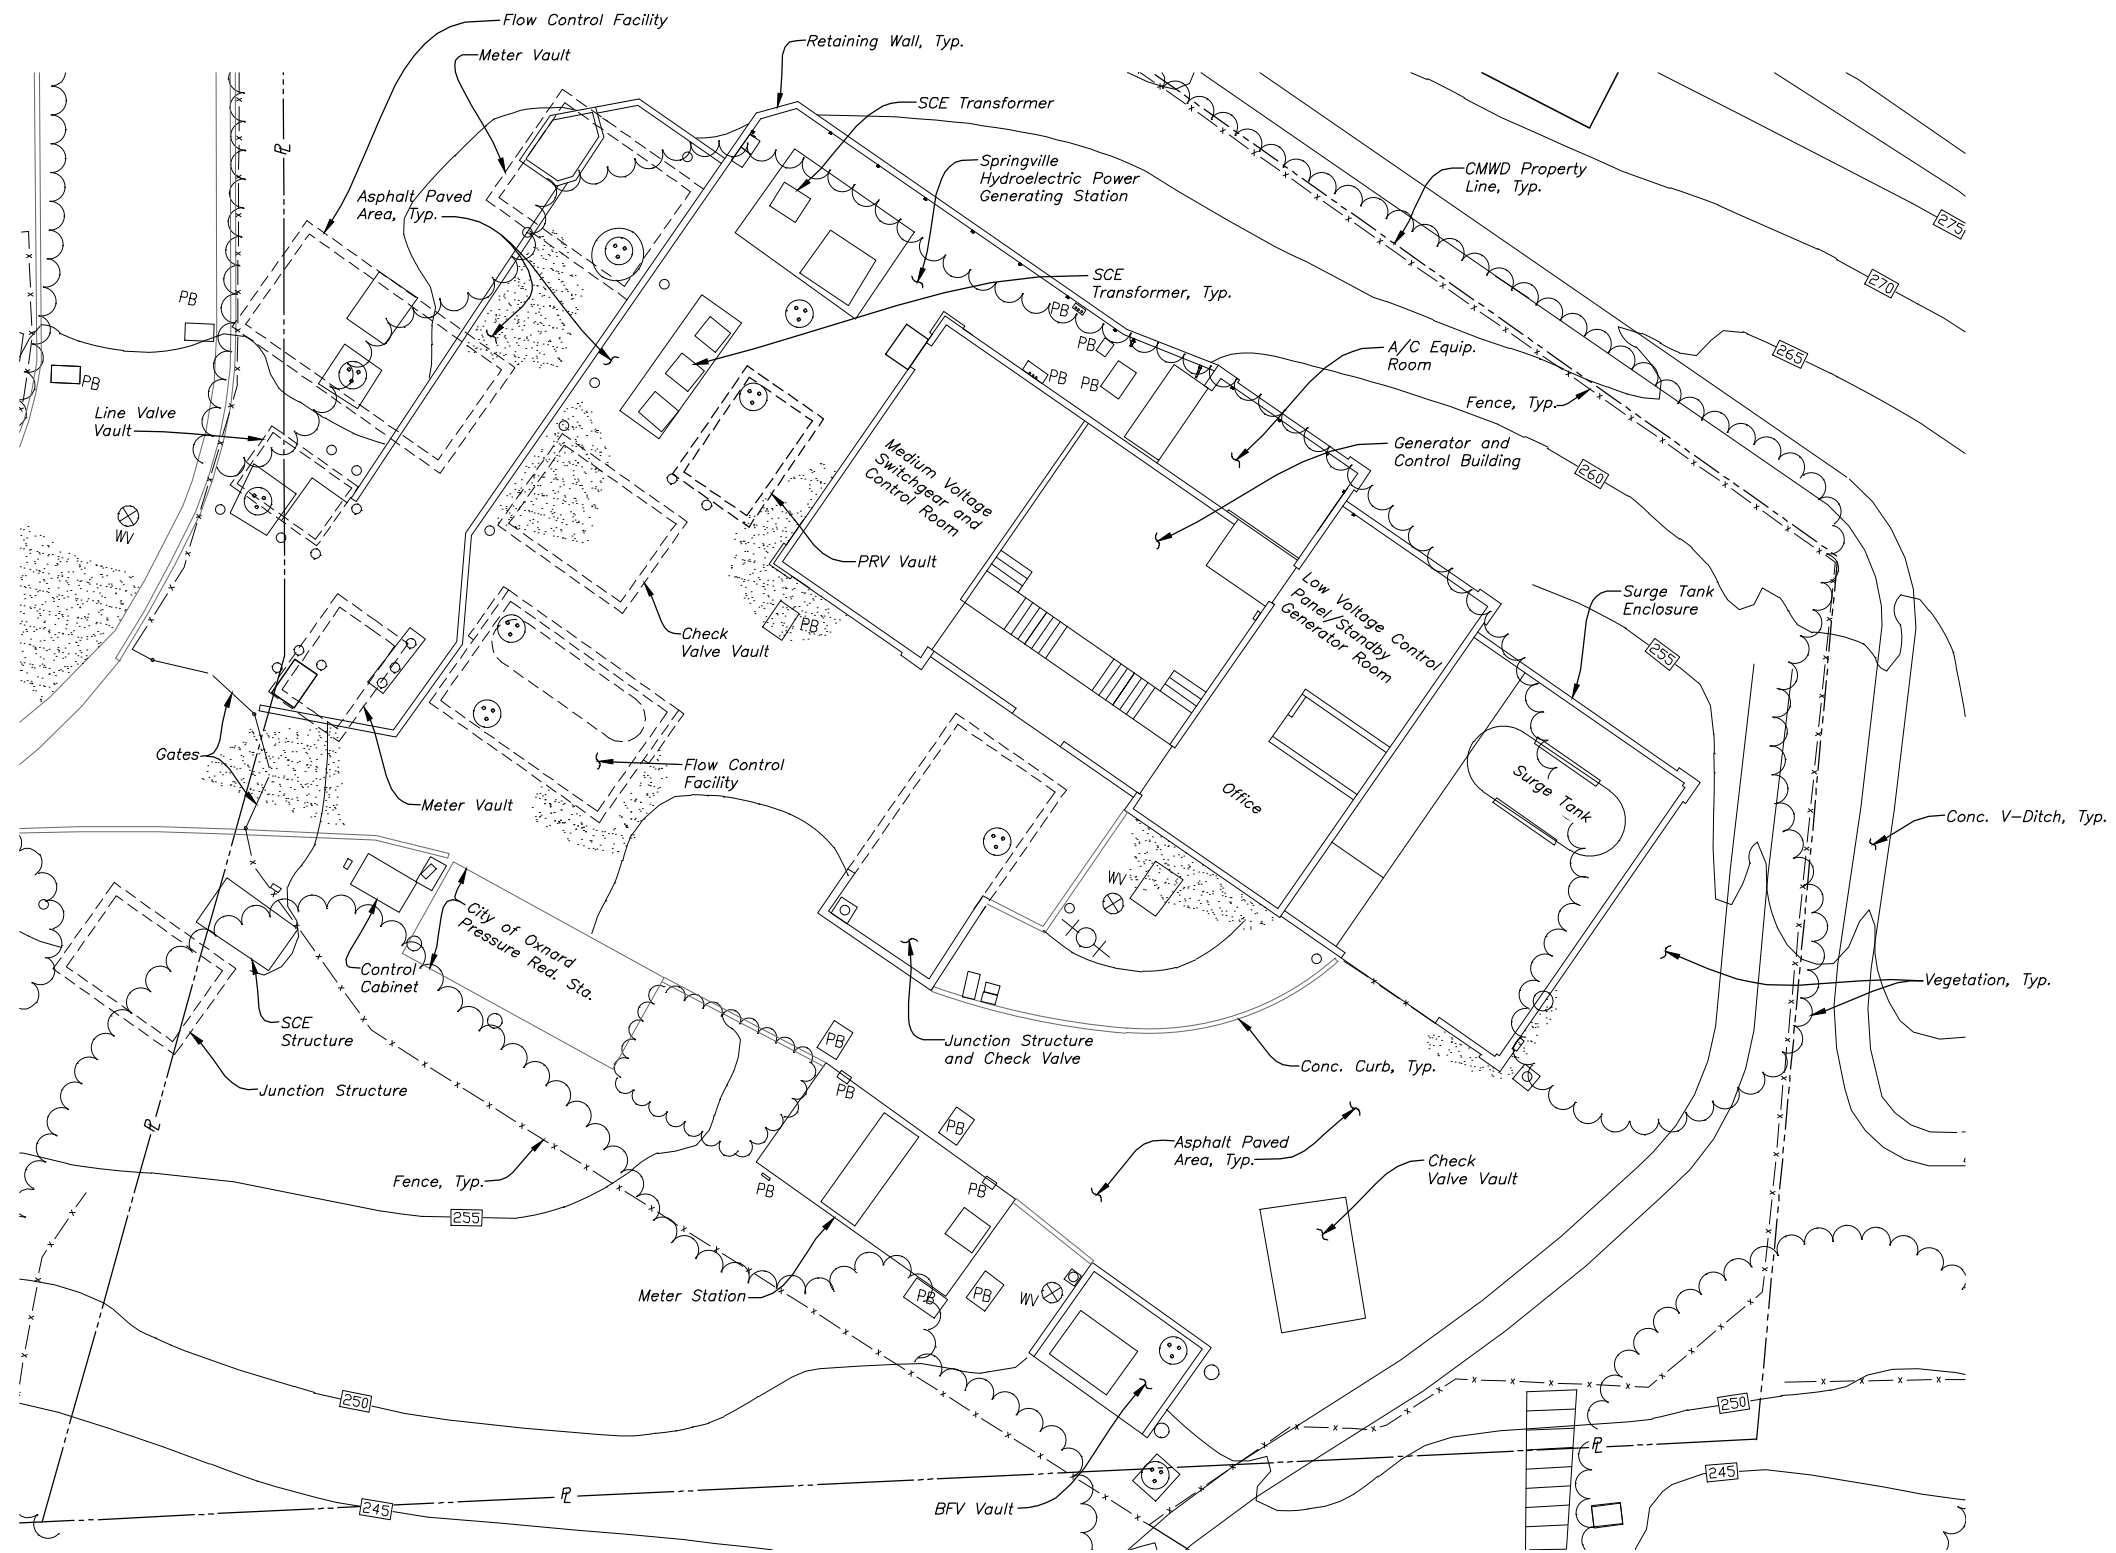 Flow Control Facility
Meter Vault
Retaining Wall, Typ.
SCE Transformer
Springville
Hydroelectric Power
Generating Station
CMWD Property
Line, Typ.
Asphalt Paved
Area, Typ.
PL
275
270
SCE
Transformer, Typ.
PB
PB
PB
PB
PB
PB
265
A/C Equip.
Room
Fence, Typ.
Line Valve
Vault
Generator and
Control Building
260
Medium Voltage
Switchgear and
Control Room
WV
PRV Vault
Low Voltage Control
Panel/Standby
Generator Room
Surge Tank
Enclosure
PB
Check
Valve Vault
255
Gates
Flow Control
Facility
Meter Vault
Office
Surge Tank
Conc. V-Ditch, Typ.
WV
City of Oxnard
Pressure Red. Sta.
Control
Cabinet
Vegetation, Typ.
SCE
Structure
Junction Structure
Junction Structure
and Check Valve
Conc. Curb, Typ.
PB
PB
PB
PL
Asphalt Paved
Area, Typ.
Check
Valve Vault
Fence, Typ.
PB
PB
255
Meter Station
PB
PB
WV
250
250
PL
245
PL
245
BFV Vault